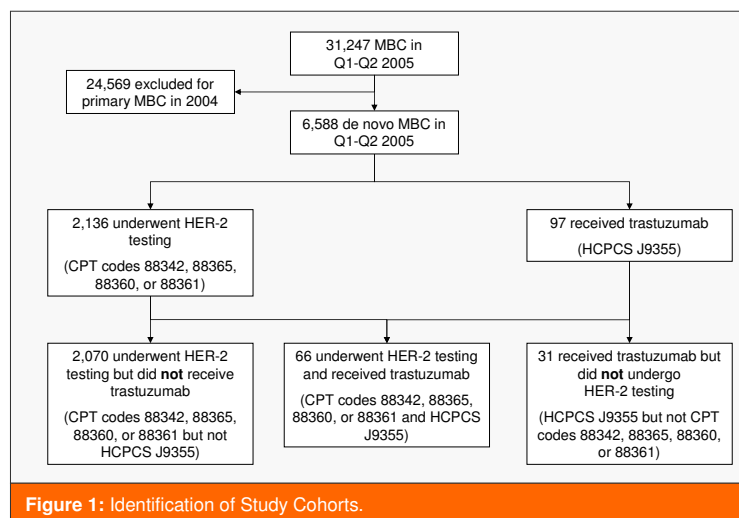 31,247 MBC in
Q1-Q2 2005
24,569 excluded for
primary MBC in 2004
6,588 de novo MBC in
Q1-Q2 2005
2,136 underwent HER-2
testing
(CPT codes 88342, 88365,
88360, or 88361)
97 received trastuzumab
(HCPCS J9355)
2,070 underwent HER-2
testing but did not receive
trastuzumab
(CPT codes 88342, 88365,
88360, or 88361 but not
HCPCS J9355)
66 underwent HER-2 testing
and received trastuzumab
(CPT codes 88342, 88365,
88360, or 88361 and HCPCS
J9355)
31 received trastuzumab but
did not undergo
HER-2 testing
(HCPCS J9355 but not CPT
codes 88342, 88365, 88360,
or 88361)
Figure 1: Identification of Study Cohorts.